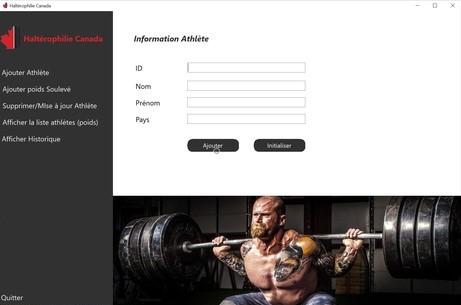 Haltérophilie Canada
Haltérophilie Canada
Information Athlète
ID
Nom
Prénom
Pays
Ajouter
Initialiser
Ajouter Athlète
Ajouter poids Soulevé
Supprimer/MIse à jour Athlète
Afficher la liste athlètes (poids)
Afficher Historique
Quitter